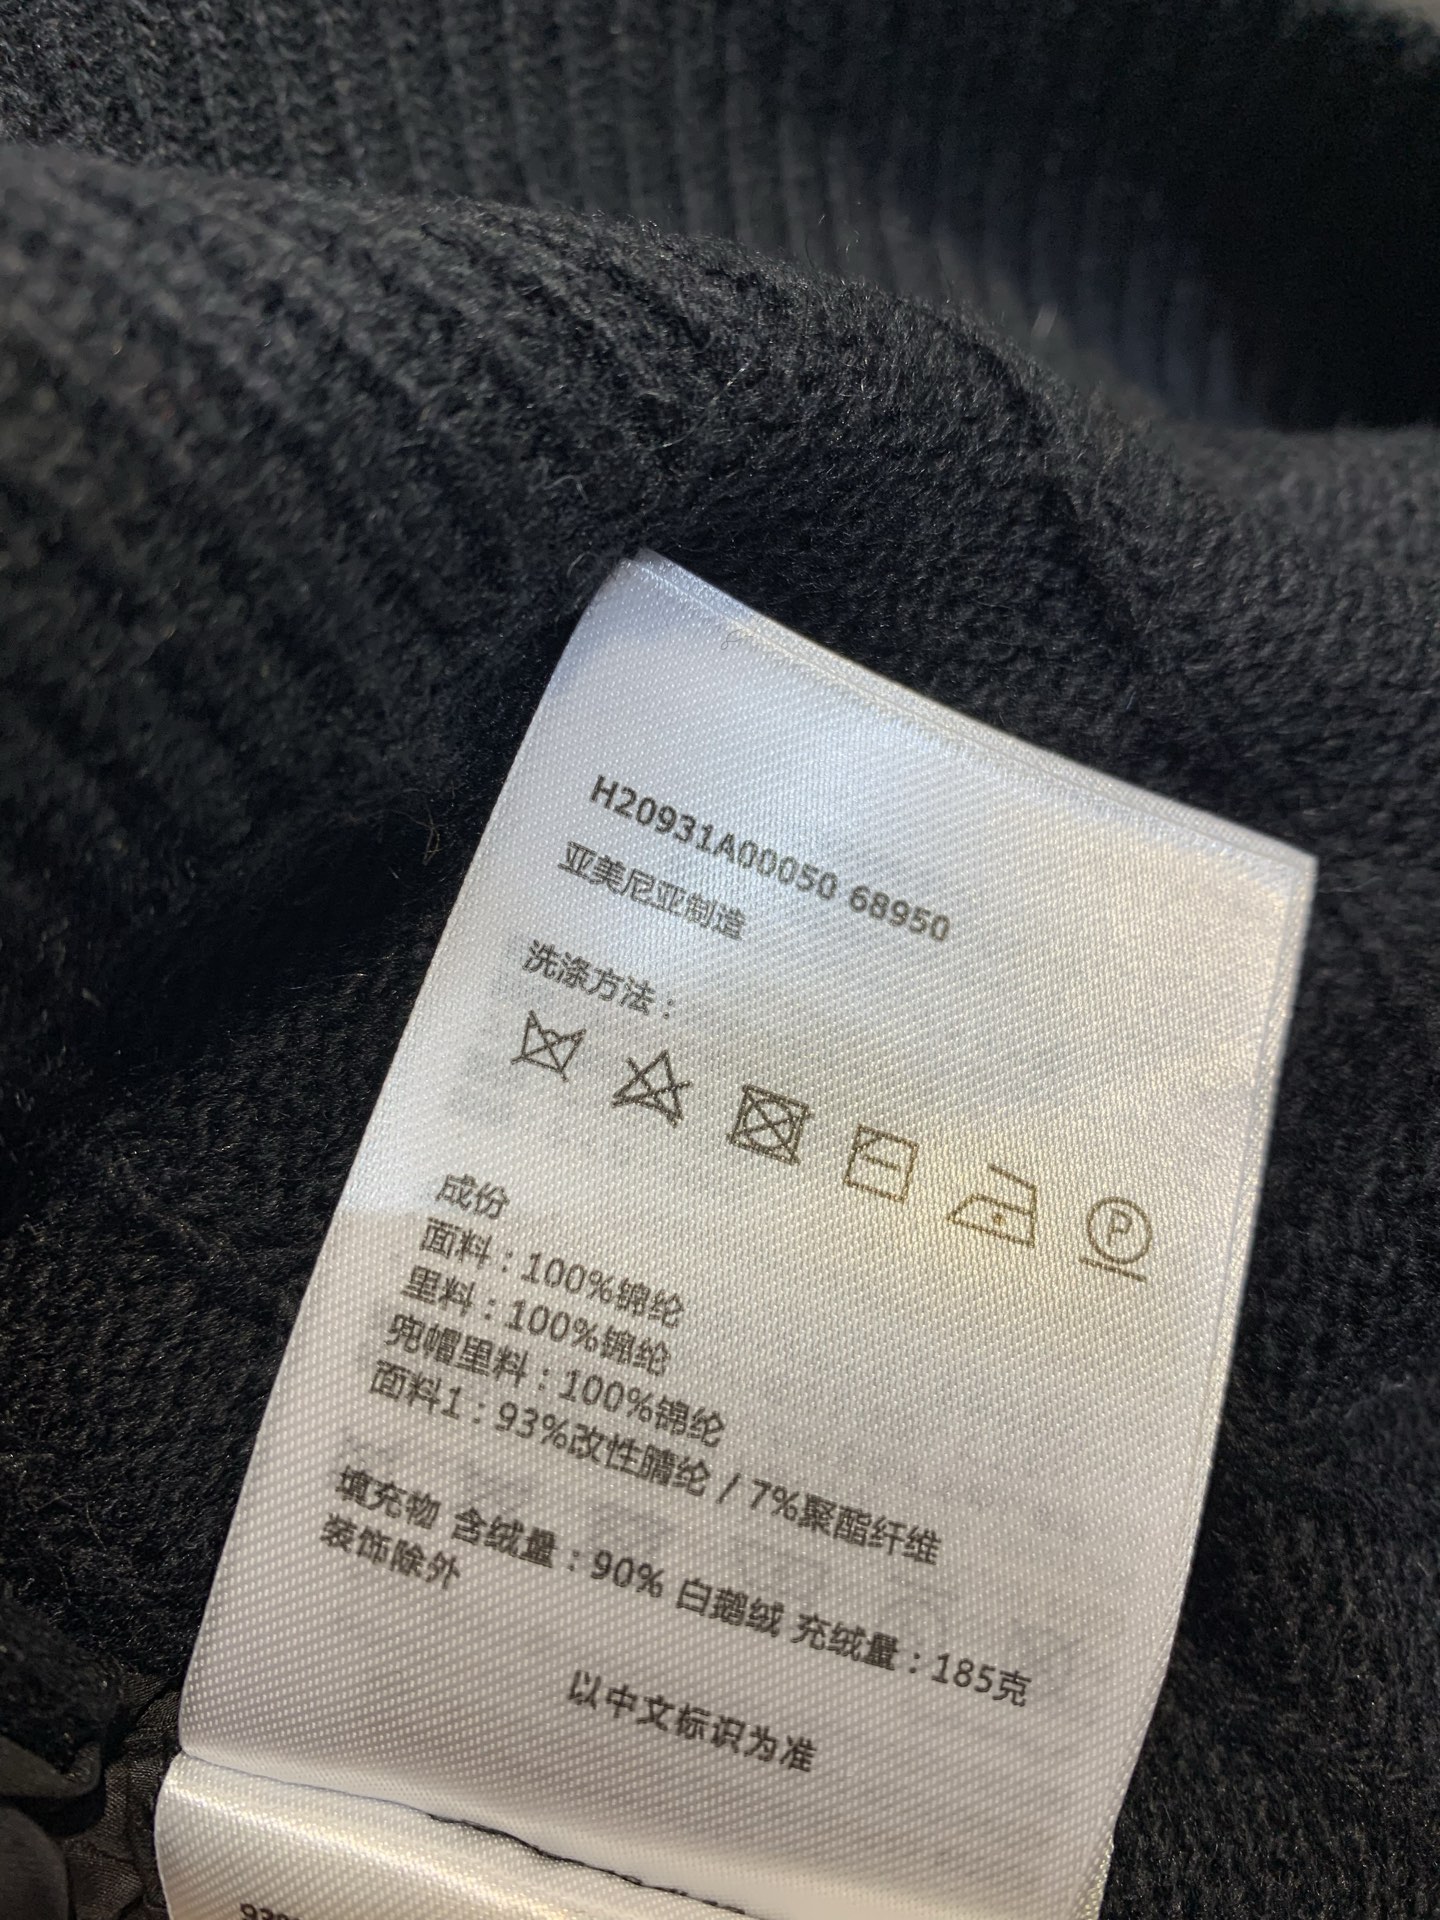 H20931A00050 68950
亚美尼亚制造
洗涤方法：
P
成份
面料：100%锦纶
里料：100%锦纶
兜帽里料：100%锦纶
面料1：93%改性腈纶 / 7%聚酯纤维
填充物 含绒量：90% 白鹅绒 充绒量：185克
装饰除外
以中文标识为准